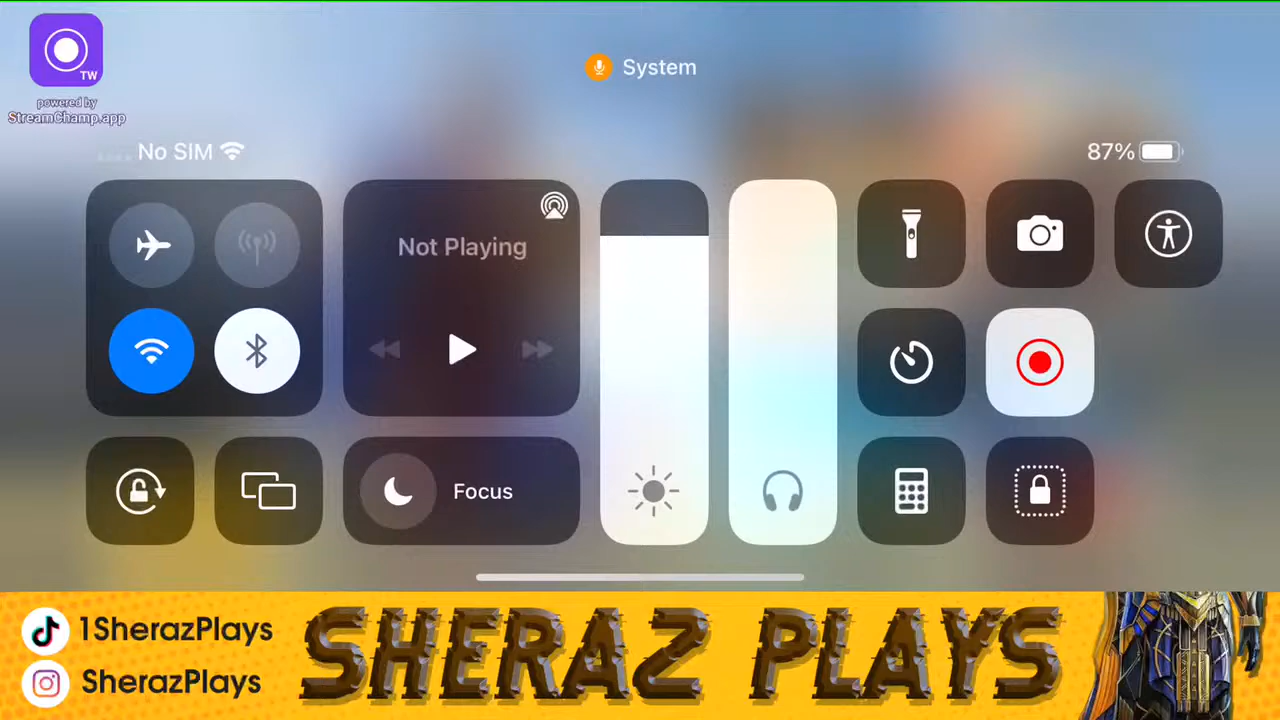 TW
powered by
StreamChamp.app
System
No SIM
87%
Not Playing
Focus
1SherazPlays
SherazPlays
SHERAZ PLAYS